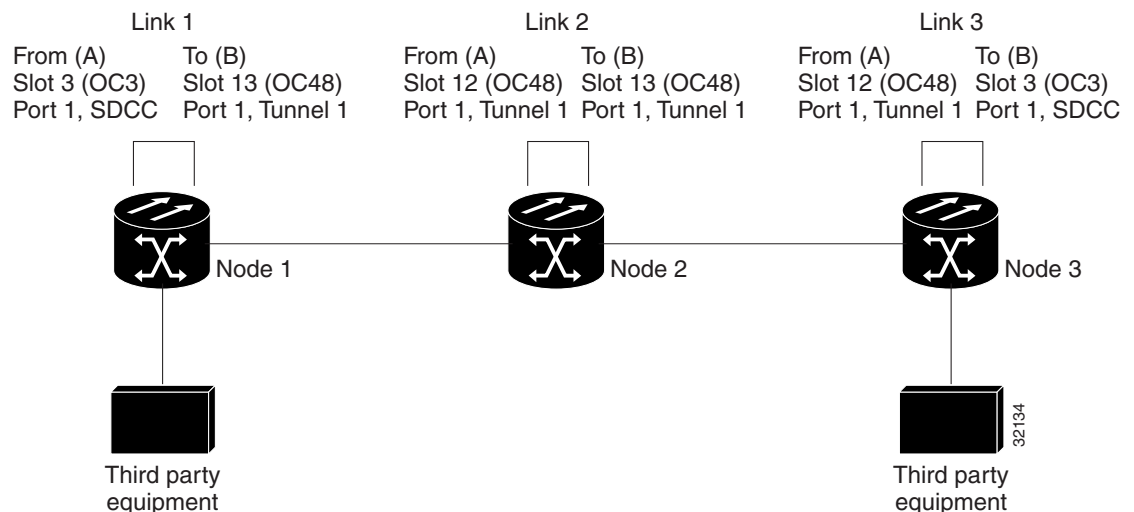 Link 1
From (A)
Slot 3 (OC3)
Port 1, SDCC
To (B)
Slot 13 (OC48)
Port 1, Tunnel 1
Link 2
From (A)
Slot 12 (OC48)
Port 1, Tunnel 1
To (B)
Slot 13 (OC48)
Port 1, Tunnel 1
Link 3
From (A)
Slot 12 (OC48)
Port 1, Tunnel 1
To (B)
Slot 3 (OC3)
Port 1, SDCC
Node 1
Node 2
Node 3
Third party
equipment
Third party
equipment
32134